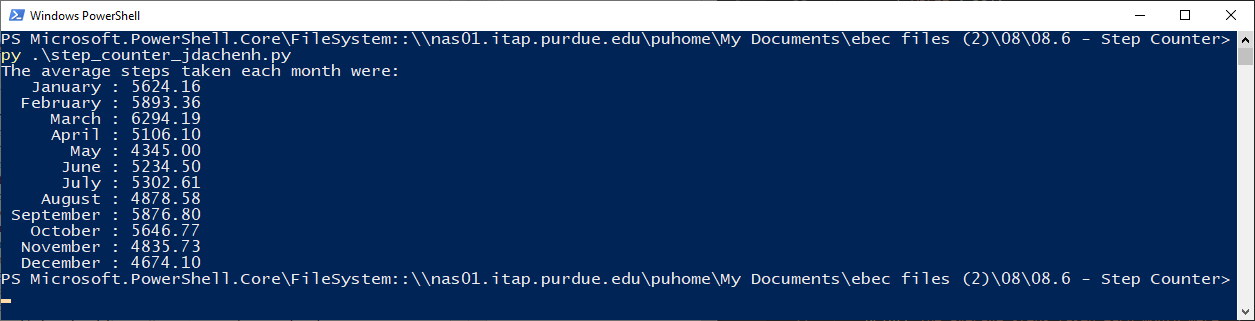 Windows PowerShell
PS Microsoft.PowerShell.Core\FileSystem::\\nas01.itap.purdue.edu\puhome\My Documents\ebec files (2)\08\08.6 - Step Counter>
py .\step_counter_jdachenh.py
The average steps taken each month were:
January : 5624.16
February : 5893.36
March : 6294.19
April : 5106.10
May : 4345.00
June : 5234.50
July : 5302.61
August : 4878.58
September : 5876.80
October : 5646.77
November : 4835.73
December : 4674.10
PS Microsoft.PowerShell.Core\FileSystem::\\nas01.itap.purdue.edu\puhome\My Documents\ebec files (2)\08\08.6 - Step Counter>